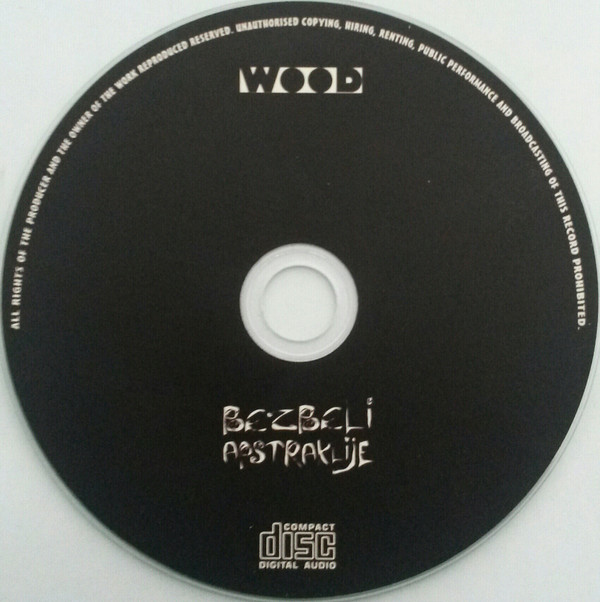 ALL RIGHTS OF THE PRODUCER AND THE OWNER OF THE WORK REPRODUCED RESERVED. UNAUTHORISED COPYING, HIRING, RENTING, PUBLIC PERFORMANCE AND BROADCASTING OF THIS RECORD PROHIBITED.
WOOD
BEZBELI
APSTRAKLIJE
COMPACT
disc
DIGITAL AUDIO